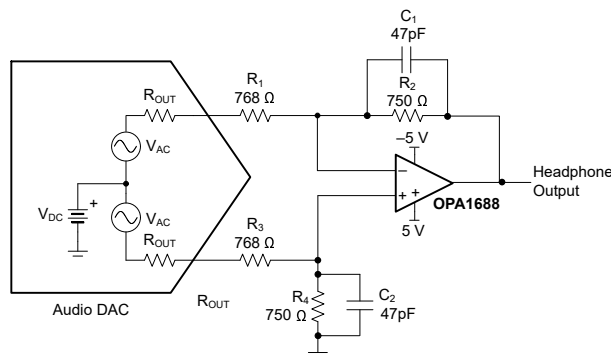 C1
47pF
R2
750 Ω
R1
768 Ω
ROUT
VAC
–5 V
−
+
+
5 V
OPA1688
Headphone
Output
VDC
+
VAC
ROUT
R3
768 Ω
ROUT
R4
750 Ω
C2
47pF
Audio DAC